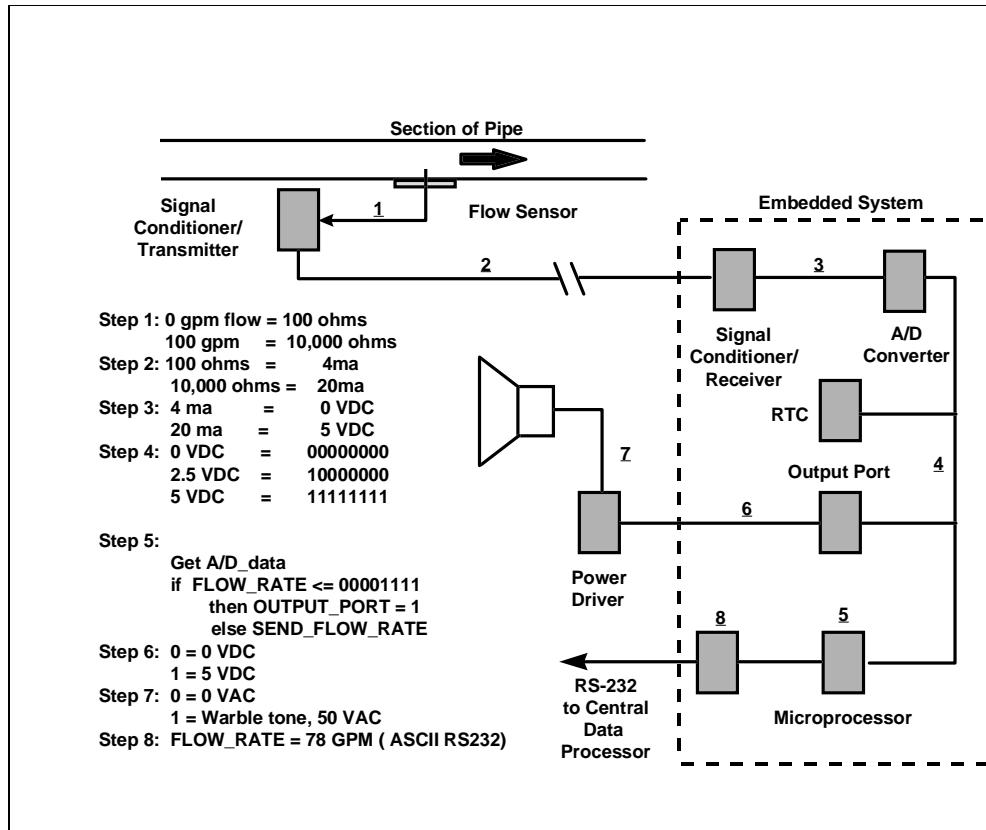 Section of Pipe
1
Flow Sensor
Signal
Conditioner/
Transmitter
Embedded System
2
3
Signal
Conditioner/
Receiver
A/D
Converter
RTC
4
Output Port
7
6
Power
Driver
8
5
RS-232
to Central
Data
Processor
Microprocessor
Step 1: 0 gpm flow = 100 ohms
100 gpm = 10,000 ohms
Step 2: 100 ohms = 4ma
10,000 ohms = 20ma
Step 3: 4 ma = 0 VDC
20 ma = 5 VDC
Step 4: 0 VDC = 00000000
2.5 VDC = 10000000
5 VDC = 11111111
Step 5:
Get A/D_data
if FLOW_RATE <= 00001111
then OUTPUT_PORT = 1
else SEND_FLOW_RATE
Step 6: 0 = 0 VDC
1 = 5 VDC
Step 7: 0 = 0 VAC
1 = Warble tone, 50 VAC
Step 8: FLOW_RATE = 78 GPM ( ASCII RS232)